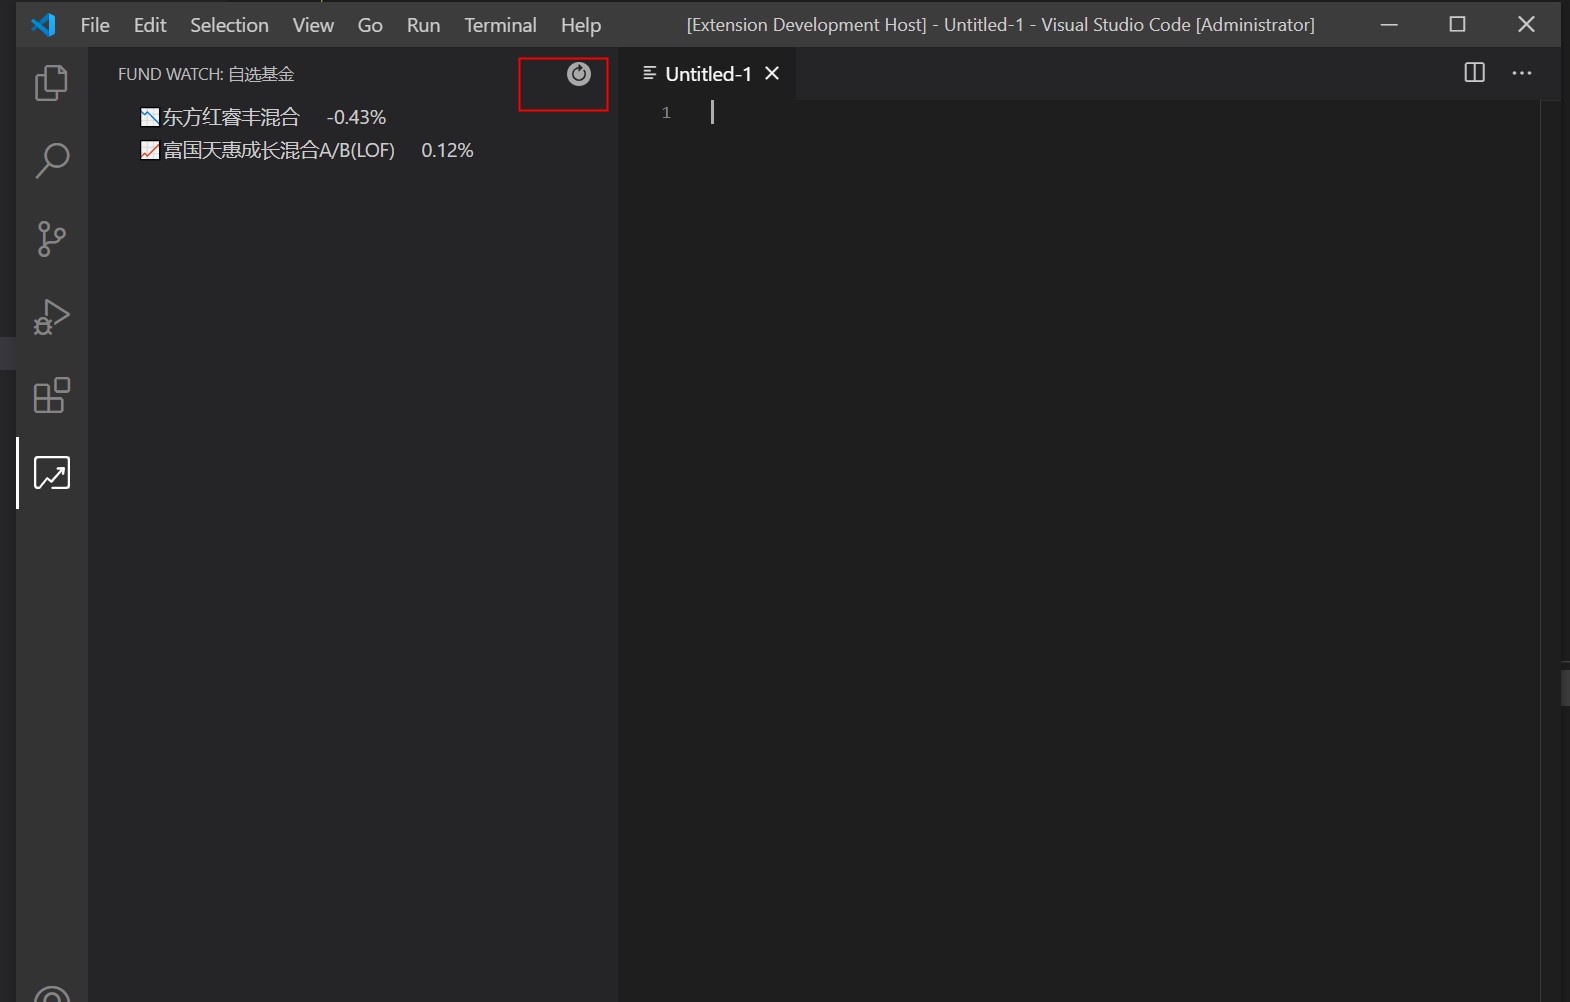 File Edit Selection View Go Run Terminal Help [Extension Development Host] - Untitled-1 - Visual Studio Code [Administrator]
FUND WATCH: 自选基金
东方红睿丰混合 -0.43%
富国天惠成长混合A/B(LOF) 0.12%
Untitled-1
1